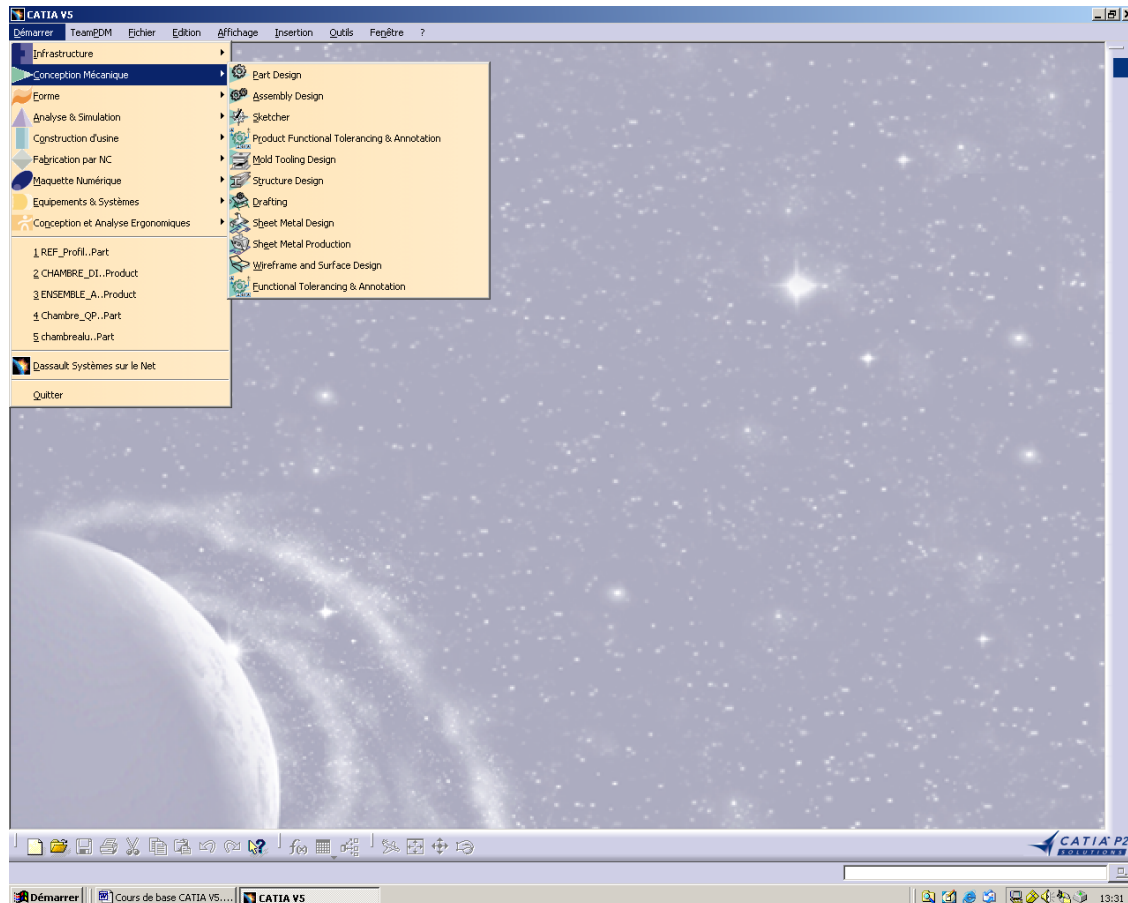 CATIA V5
Démarrer TeamPDM Fichier Edition Affichage Insertion Outils Fenêtre ?
Infrastructure
Conception Mécanique
Forme
Analyse & Simulation
Construction d'usine
Fabrication par NC
Maquette Numérique
Equipements & Systèmes
Conception et Analyse Ergonomiques
1 REF_Profil..Part
2 CHAMBRE_DI..Product
3 ENSEMBLE_A..Product
4 Chambre_QP..Part
5 chambrealu..Part
Dassault Systèmes sur le Net
Quitter
Part Design
Assembly Design
Sketcher
Product Functional Tolerancing & Annotation
Mold Tooling Design
Structure Design
Drafting
Sheet Metal Design
Sheet Metal Production
Wireframe and Surface Design
Functional Tolerancing & Annotation
f(x)
CATIA P2
SOLUTIONS
Démarrer Cours de base CATIA V5.... CATIA V5 13:31